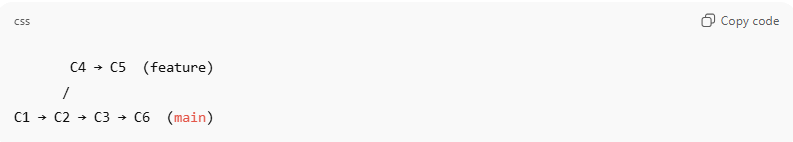 css
Copy code
C4 → C5 (feature)
/
C1 → C2 → C3 → C6 (main)